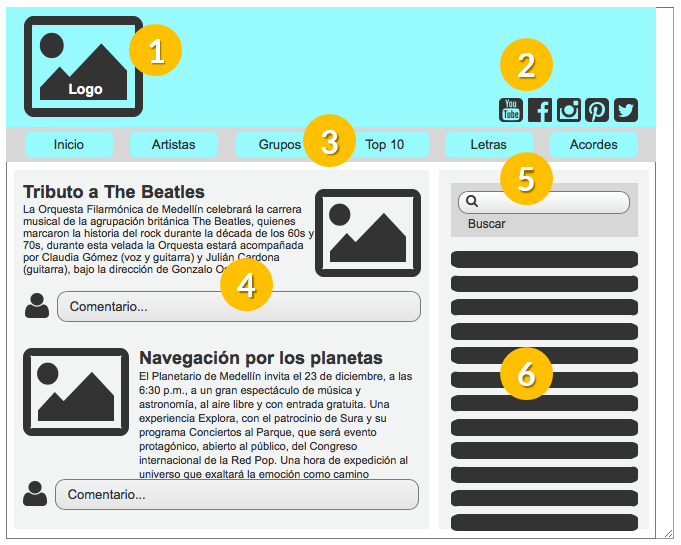 Logo
1
2
You
Tube
Inicio
Artistas
Grupos
3
Top 10
Letras
Acordes
Tributo a The Beatles
La Orquesta Filarmónica de Medellín celebrará la carrera
musical de la agrupación británica The Beatles, quienes
marcaron la historia del rock durante la década de los 60s y
70s, durante esta velada la Orquesta estará acompañada
por Claudia Gómez (voz y guitarra) y Julián Cardona
(guitarra), bajo la dirección de Gonzalo
4
Comentario...
5
Buscar
6
Navegación por los planetas
El Planetario de Medellín invita el 23 de diciembre, a las
6:30 p.m., a un gran espectáculo de música y
astronomía, al aire libre y con entrada gratuita. Una
experiencia Explora, con el patrocinio de Sura y su
programa Conciertos al Parque, que será evento
protagónico, abierto al público, del Congreso
internacional de la Red Pop. Una hora de expedición al
universo que exaltará la emoción como camino
Comentario...